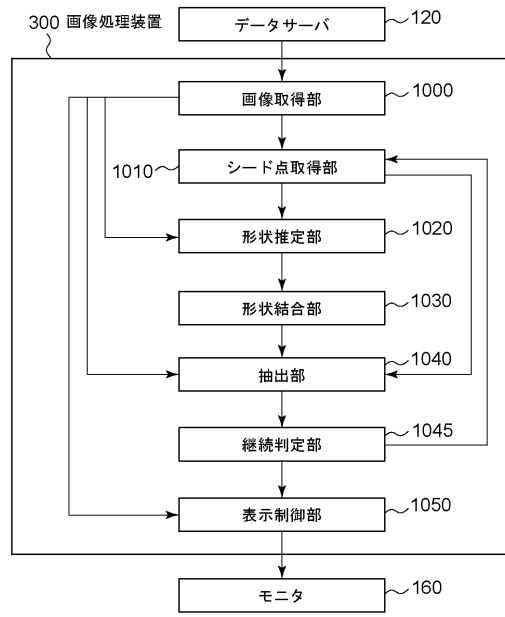 300 画像処理装置
データサーバ 120
画像取得部 1000
シード点取得部 1010
形状推定部 1020
形状結合部 1030
抽出部 1040
継続判定部 1045
表示制御部 1050
モニタ 160